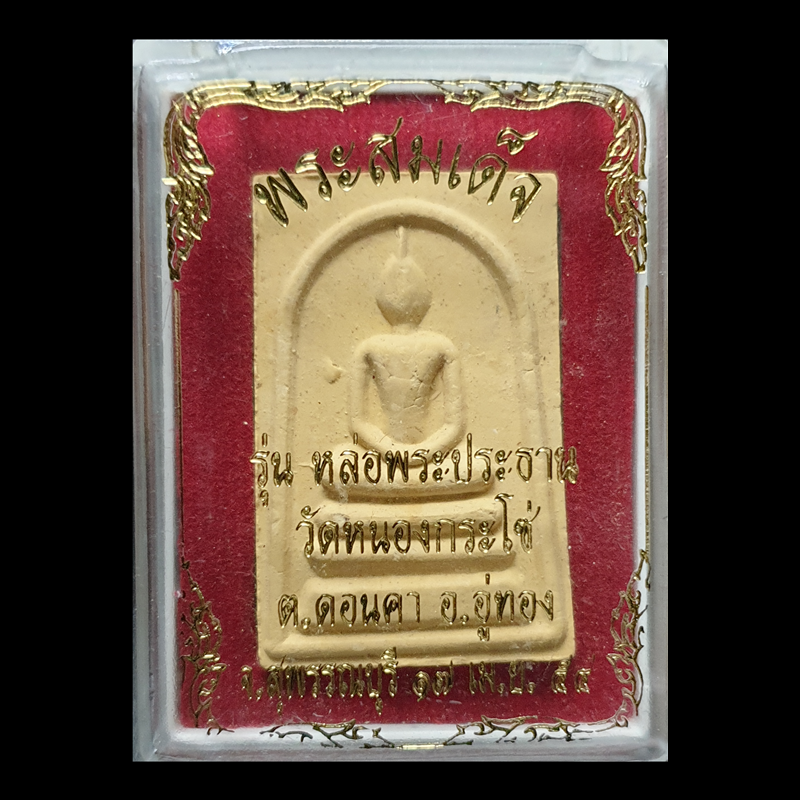 พระสมเด็จ
รุ่น หล่อพระประธาน
วัดหนองกระโซ่
ต.ดอนคา อ.อู่ทอง
จ.สุพรรณบุรี ๑๗ เม.ย. ๕๔